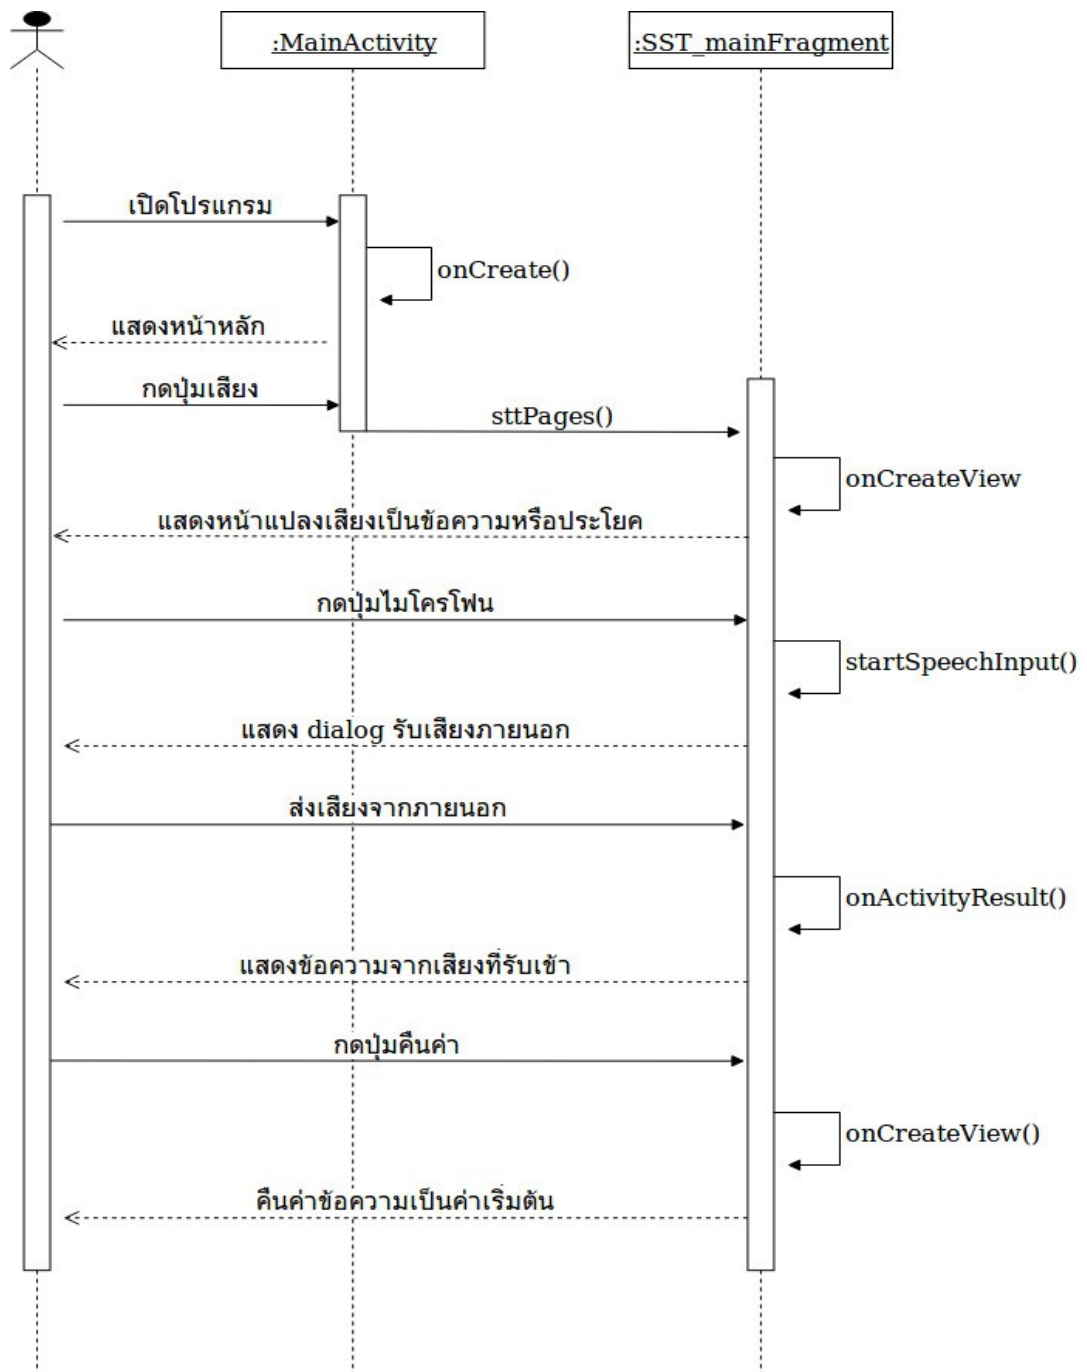 :MainActivity
:SST_mainFragment
เปิดโปรแกรม
onCreate()
แสดงหน้าหลัก
กดปุ่มเสียง
sttPages()
onCreateView
แสดงหน้าแปลงเสียงเป็นข้อความหรือประโยค
กดปุ่มไมโครโฟน
startSpeechInput()
แสดง dialog รับเสียงภายนอก
ส่งเสียงจากภายนอก
onActivityResult()
แสดงข้อความจากเสียงที่รับเข้า
กดปุ่มคืนค่า
onCreateView()
คืนค่าข้อความเป็นค่าเริ่มต้น